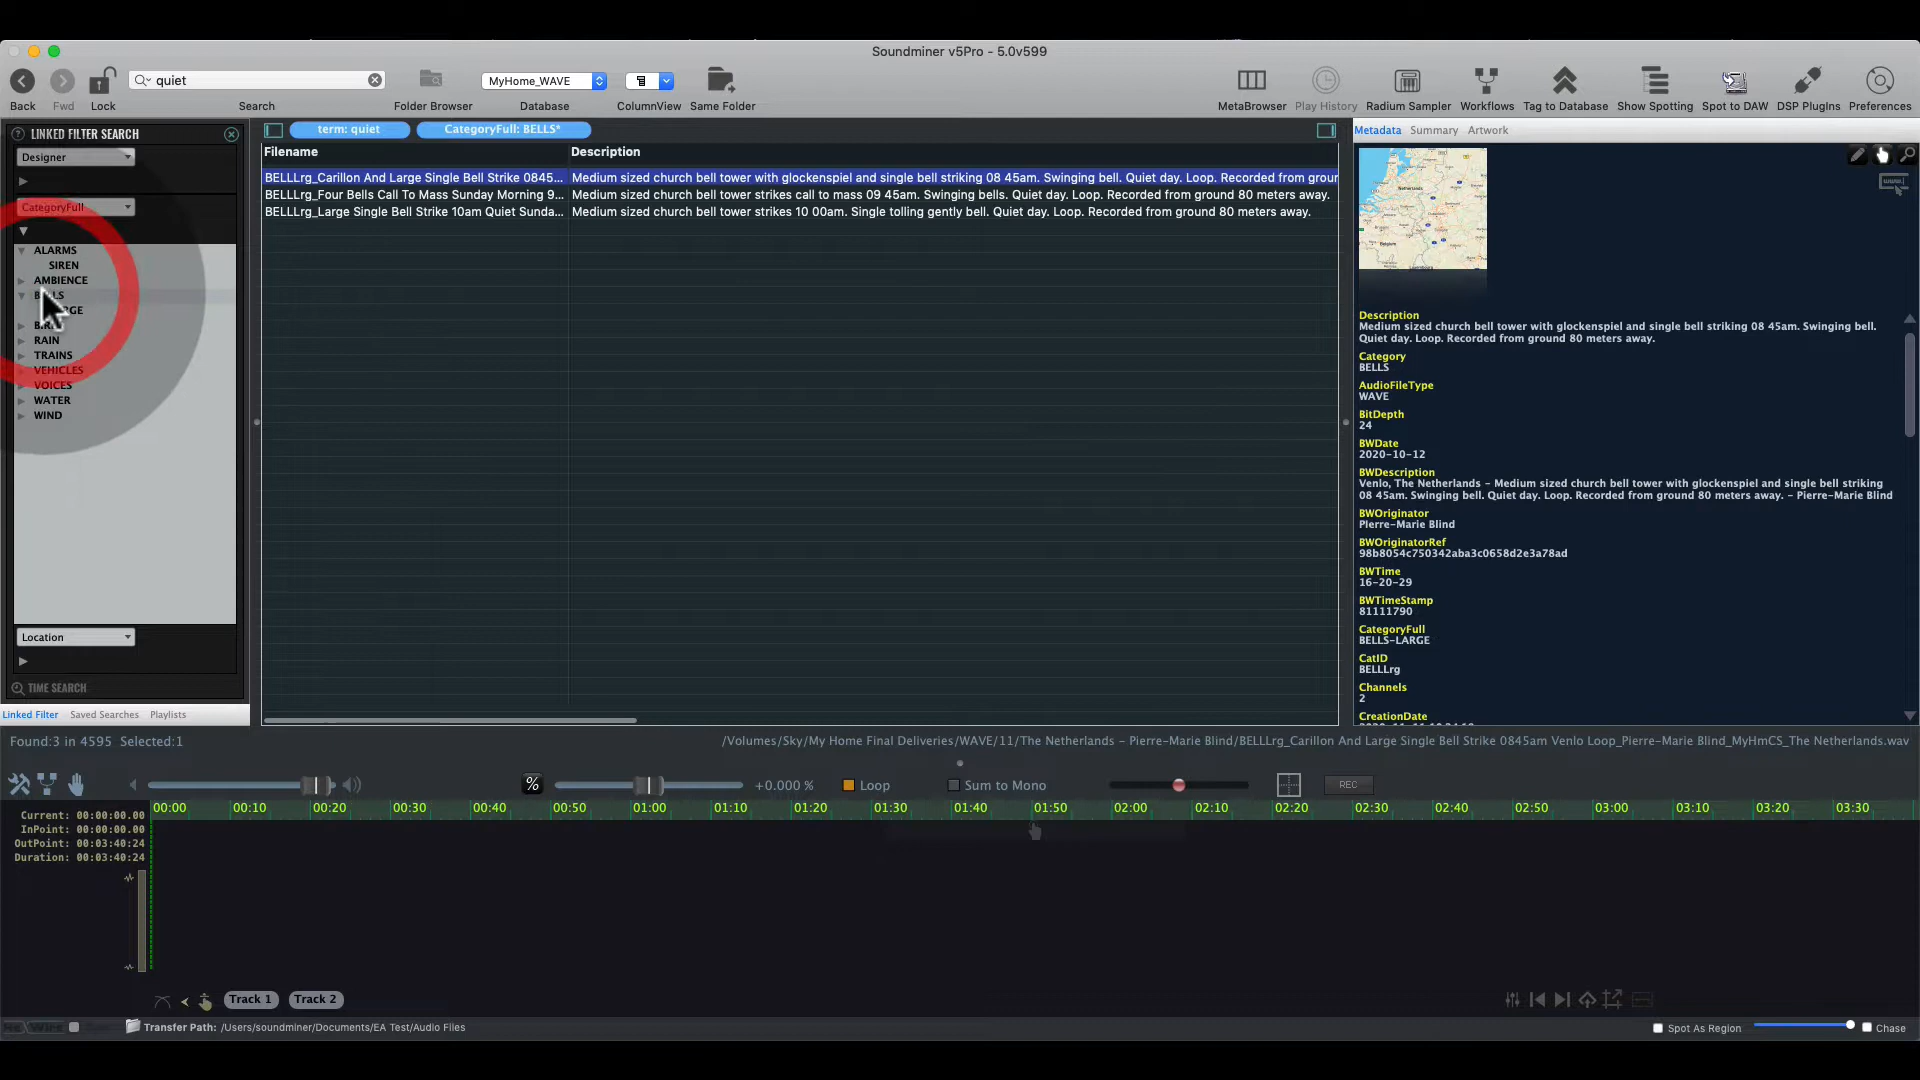 Soundminer v5Pro - 5.0v599
quiet
MyHome_WAVE
Back
Fwd
Lock
Search
Folder Browser
Database
ColumnView
Same Folder
MetaBrowser
Play History
Radium Sampler
Workflows
Tag to Database
Show Spotting
Spot to DAW
DSP PlugIns
Preferences
LINKED FILTER SEARCH
Designer
CategoryFull
ALARMS
SIREN
AMBIENCE
RAIN
TRAINS
VEHICLES
VOICES
WATER
WIND
Location
TIME SEARCH
Linked Filter
Saved Searches
Playlists
term: quiet
CategoryFull: BELLS*
Filename
Description
BELLLrg_Carillon And Large Single Bell Strike 0845...
Medium sized church bell tower with glockenspiel and single bell striking 08 45am. Swinging bell. Quiet day. Loop. Recorded from grour
BELLLrg_Four Bells Call To Mass Sunday Morning 9...
Medium sized church bell tower strikes call to mass 09 45am. Swinging bells. Quiet day. Loop. Recorded from ground 80 meters away.
BELLLrg_Large Single Bell Strike 10am Quiet Sunda...
Medium sized church bell tower strikes 10 00am. Single tolling gently bell. Quiet day. Loop. Recorded from ground 80 meters away.
Metadata
Summary
Artwork
Description
Medium sized church bell tower with glockenspiel and single bell striking 08 45am. Swinging bell.
Quiet day. Loop. Recorded from ground 80 meters away.
Category
BELLS
AudioFileType
WAVE
BitDepth
24
BWDate
2020-10-12
BWDescription
Venlo, The Netherlands - Medium sized church bell tower with glockenspiel and single bell striking
08 45am. Swinging bell. Quiet day. Loop. Recorded from ground 80 meters away. - Pierre-Marie Blind
BWOriginator
Pierre-Marie Blind
BWOriginatorRef
98b8054c750342aba3c0658d2e3a78ad
BWTime
16-20-29
BWTimeStamp
81111790
CategoryFull
BELLS-LARGE
CatID
BELLLrg
Channels
2
CreationDate
Found:3 in 4595 Selected:1
/Volumes/Sky/My Home Final Deliveries/WAVE/11/The Netherlands - Pierre-Marie Blind/BELLLrg_Carillon And Large Single Bell Strike 0845am Venlo Loop_Pierre-Marie Blind_MyHmCS_The Netherlands.wav
%
+0.000 %
Loop
Sum to Mono
REC
00:00
00:10
00:20
00:30
00:40
00:50
01:00
01:10
01:20
01:30
01:40
01:50
02:00
02:10
02:20
02:30
02:40
02:50
03:00
03:10
03:20
03:30
Current: 00:00:00.00
InPoint: 00:00:00.00
OutPoint: 00:03:40:24
Duration: 00:03:40:24
Track 1
Track 2
Transfer Path: /Users/soundminer/Documents/EA Test/Audio Files
Spot As Region
Chase